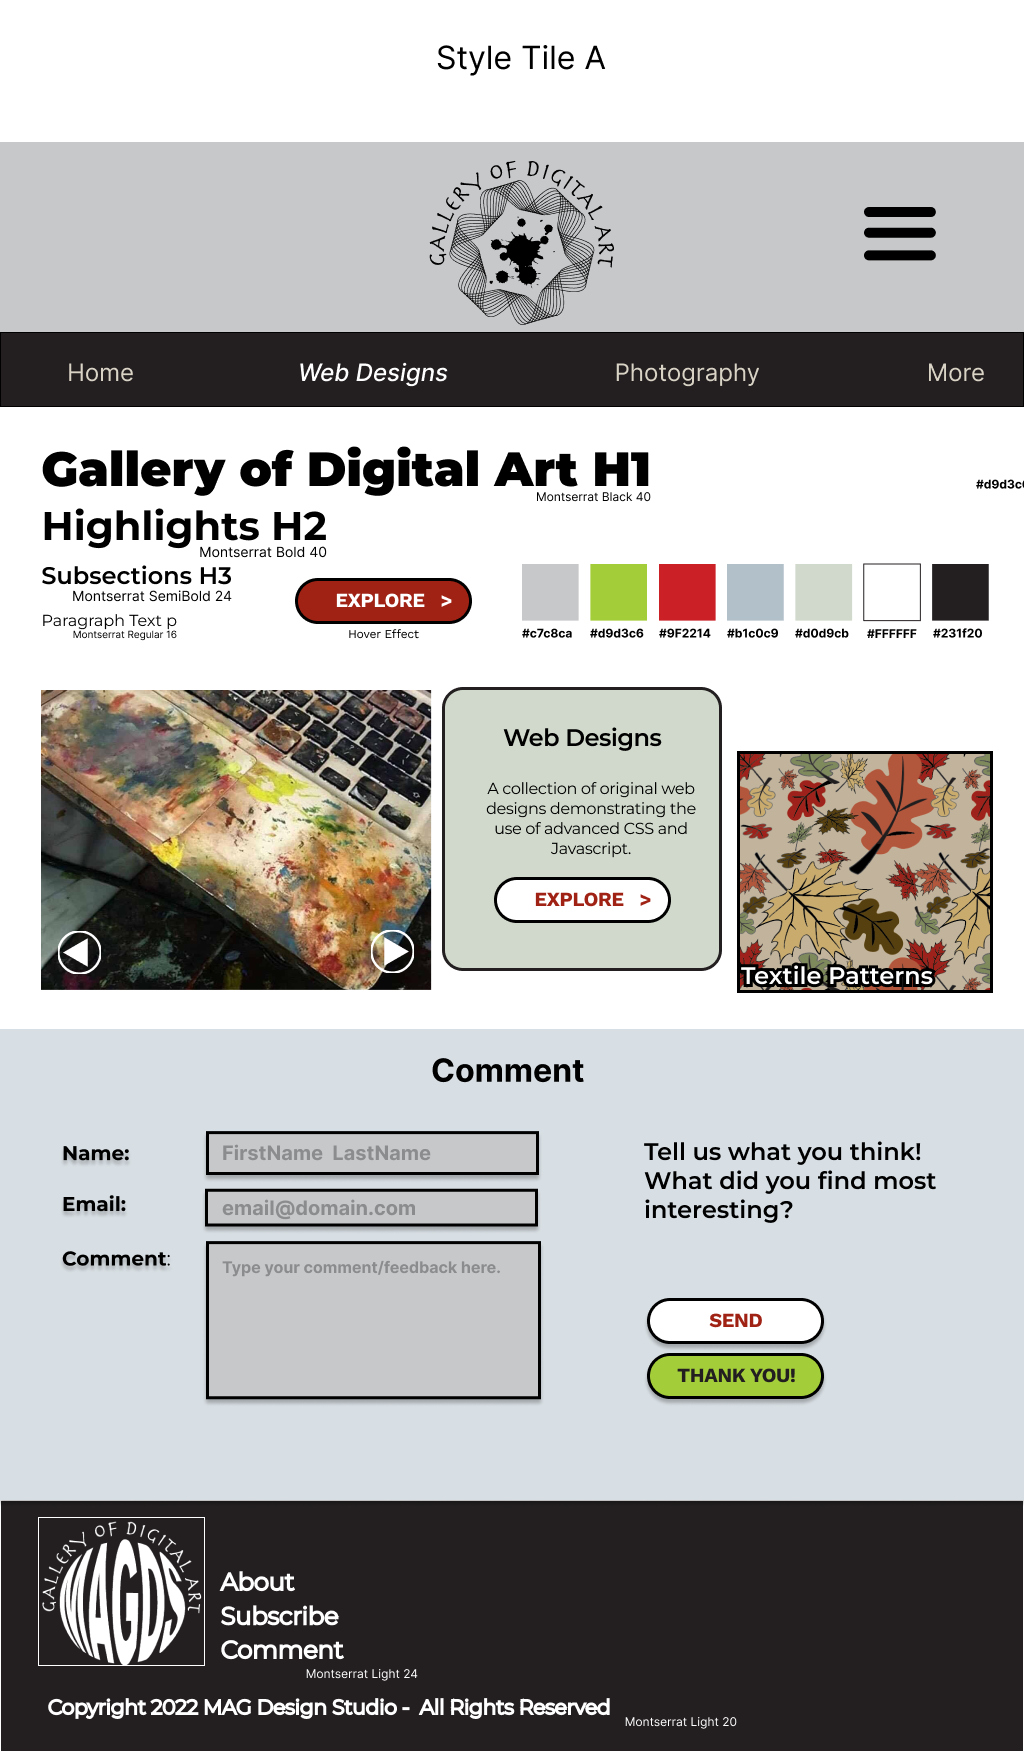 Style Tile A
GALLERY OF DIGITAL ART
Home
Web Designs
Photography
More
Gallery of Digital Art H1
Montserrat Black 40
#d9d3c
Highlights H2
Montserrat Bold 40
Subsections H3
Montserrat SemiBold 24
Paragraph Text p
Montserrat Regular 16
EXPLORE >
Hover Effect
#c7c8ca
#d9d3c6
#9F2214
#b1c0c9
#d0d9cb
#FFFFFF
#231f20
Web Designs
A collection of original web
designs demonstrating the
use of advanced CSS and
Javascript.
EXPLORE >
Textile Patterns
Comment
Name:
FirstName LastName
Email:
email@domain.com
Comment:
Type your comment/feedback here.
Tell us what you think!
What did you find most
interesting?
SEND
THANK YOU!
GALLERY OF DIGITAL ART
MAGDS
About
Subscribe
Comment
Montserrat Light 24
Copyright 2022 MAG Design Studio - All Rights Reserved
Montserrat Light 20